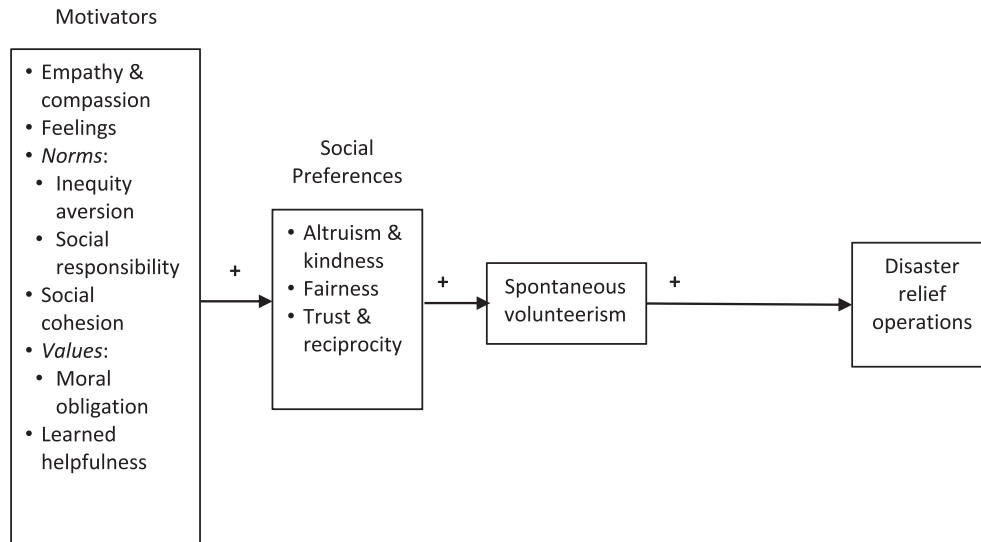 Motivators
• Empathy &
compassion
• Feelings
• Norms:
• Inequity
aversion
• Social
responsibility
• Social
cohesion
• Values:
• Moral
obligation
• Learned
helpfulness
+
Social
Preferences
• Altruism &
kindness
• Fairness
• Trust &
reciprocity
+
Spontaneous
volunteerism
+
Disaster
relief
operations